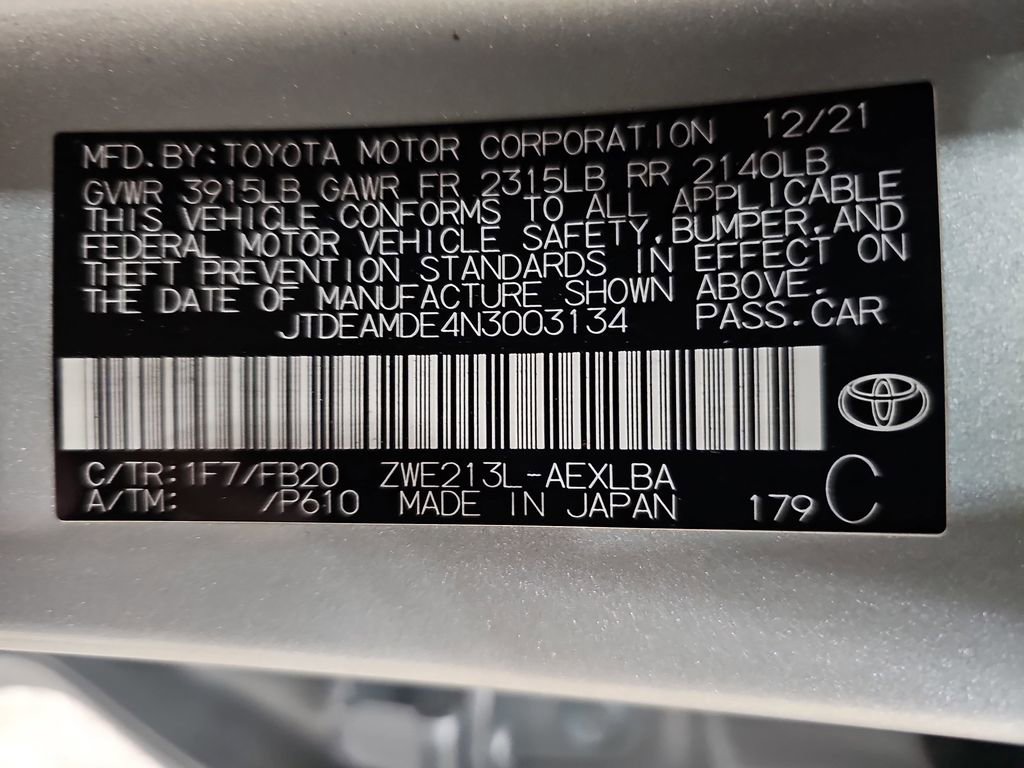 MFD.BY:TOYOTA MOTOR CORPORATION 12/21
GVWR 3915LB GAWR FR 2315LB RR 2140LB
THIS VEHICLE CONFORMS TO ALL APPLICABLE
FEDERAL MOTOR VEHICLE SAFETY,BUMPER,AND
THEFT PREVENTION STANDARDS IN EFFECT ON
THE DATE OF MANUFACTURE SHOWN ABOVE.
JTDEAMDE4N3003134 PASS.CAR
C/TR:1F7/FB20 ZWE213L-AEXLBA
A/TM: /P610 MADE IN JAPAN 179 C